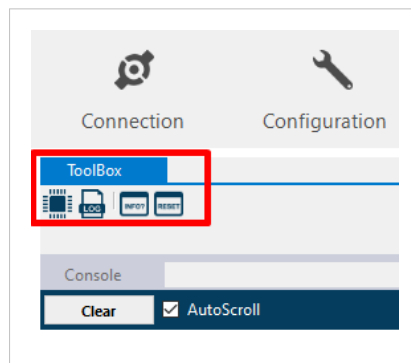 Connection Configuration
ToolBox
LOG INFO? RESET
Console
Clear AutoScroll